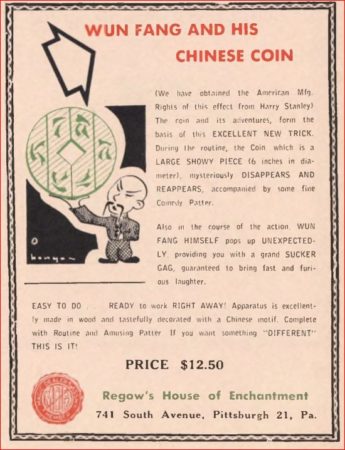 WUN FANG AND HIS
CHINESE COIN
(We have obtained the American Mfg.
Rights of this effect from Harry Stanley)
The coin and its adventures, form the
basis of this EXCELLENT NEW TRICK.
During the routine, the Coin which is a
LARGE SHOWY PIECE (6 inches in dia-
meter), mysteriously DISAPPEARS AND
REAPPEARS, accompanied by some fine
Comedy Patter.
Also in the course of the action, WUN
FANG HIMSELF pops up UNEXPECTED-
LY, providing you with a grand SUCKER
GAG, guaranteed to bring fast and furi-
ous laughter.
EASY TO DO . . . READY to work RIGHT AWAY! Apparatus is excellent-
ly made in wood and tastefully decorated with a Chinese motif. Complete
with Routine and Amusing Patter. If you want something "DIFFERENT"
THIS IS IT!
PRICE $12.50
Regow's House of Enchantment
741 South Avenue, Pittsburgh 21, Pa.